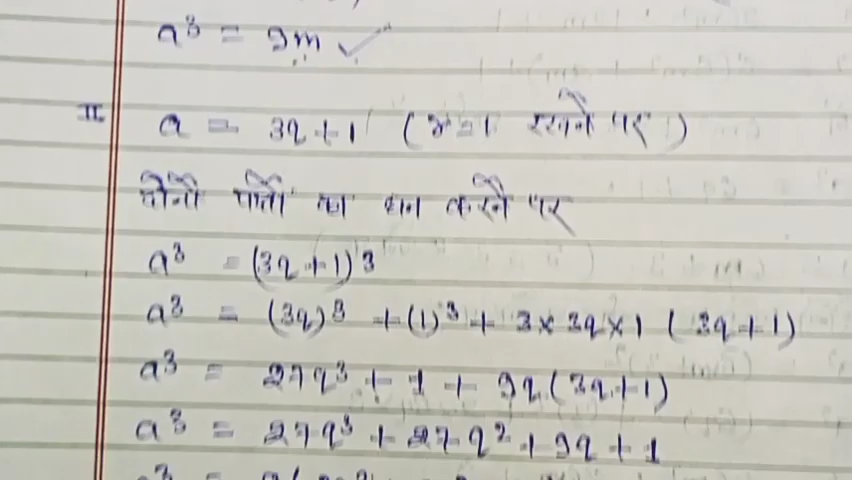 a³ = 9m ✓
II a = 3q + 1 (r = 1 रखने पर)
दोनों पक्षों का घन करने पर
a³ = (3q + 1)³
a³ = (3q)³ + (1)³ + 3×3q×1 (3q + 1)
a³ = 27q³ + 1 + 9q(3q + 1)
a³ = 27q³ + 27q² + 9q + 1